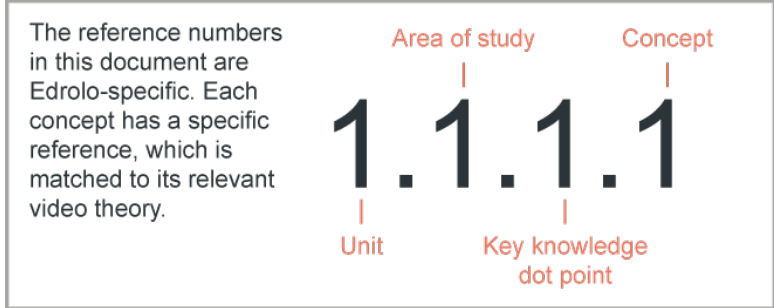 The reference numbers
in this document are
Edrolo-specific. Each
concept has a specific
reference, which is
matched to its relevant
video theory.
Area of study
Concept
1.1.1.1
Unit
Key knowledge
dot point